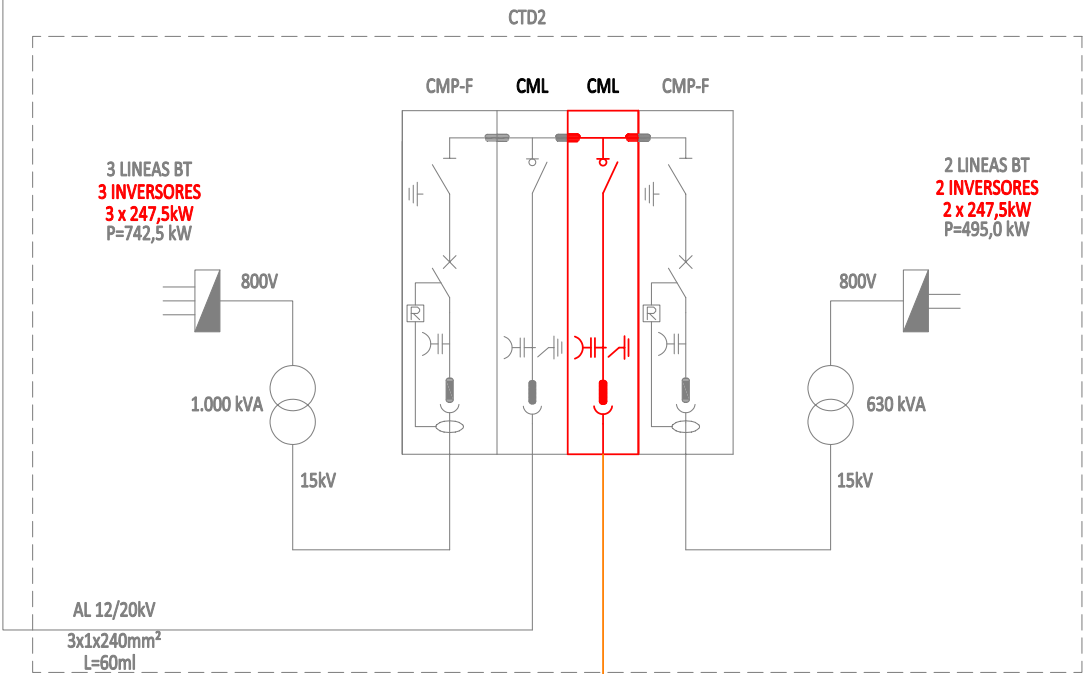 CTD2
CMP-F
CML
CML
CMP-F
3 LINEAS BT
3 INVERSORES
3 x 247,5kW
P=742,5 kW
2 LINEAS BT
2 INVERSORES
2 x 247,5kW
P=495,0 kW
800V
800V
R
R
1.000 kVA
630 kVA
15kV
15kV
AL 12/20kV
3x1x240mm²
L=60ml